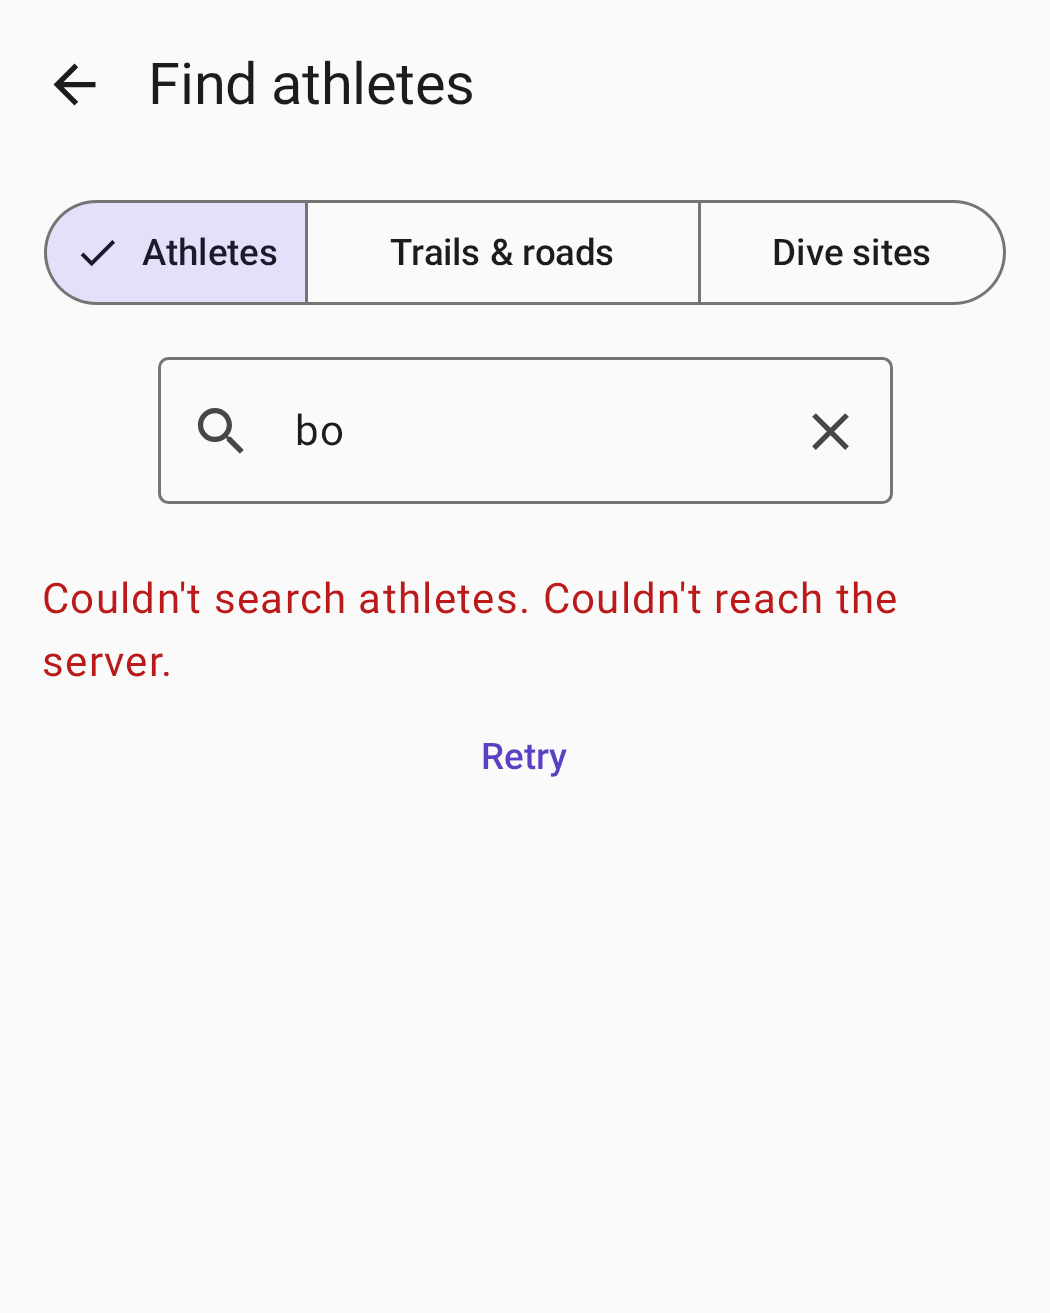 Find athletes
Athletes
Trails & roads
Dive sites
bo
Couldn't search athletes. Couldn't reach the
server.
Retry